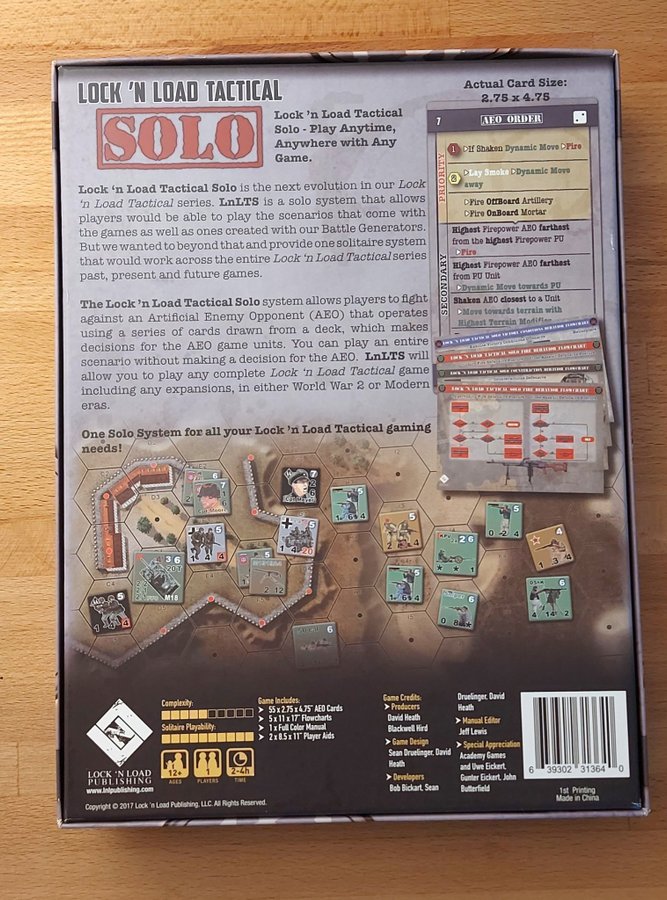 LOCK 'N LOAD TACTICAL
SOLO
Lock 'n Load Tactical
Solo - Play Anytime,
Anywhere with Any
Game.
Lock 'n Load Tactical Solo is the next evolution in our Lock
'n Load Tactical series. LnLTS is a solo system that allows
players would be able to play the scenarios that come with
the games as well as ones created with our Battle Generators.
But we wanted to beyond that and provide one solitaire system
that would work across the entire Lock 'n Load Tactical series
past, present and future games.
The Lock 'n Load Tactical Solo system allows players to fight
against an Artificial Enemy Opponent (AEO) that operates
using a series of cards drawn from a deck, which makes
decisions for the AEO game units. You can play an entire
scenario without making a decision for the AEO. LnLTS will
allow you to play any complete Lock 'n Load Tactical game
including any expansions, in either World War 2 or Modern
eras.
One Solo System for all your Lock 'n Load Tactical gaming
needs!
Actual Card Size:
2.75 x 4.75
7 AEO ORDER
PRIORITY
1 If Shaken Dynamic Move Fire
2 Lay Smoke Dynamic Move
away
Fire OffBoard Artillery
Fire OnBoard Mortar
SECONDARY
Highest Firepower AEO farthest
from the highest Firepower PU
Fire
Highest Firepower AEO farthest
from PU Unit
Dynamic Move towards PU
Shaken AEO closest to a Unit
Move towards terrain with
Highest Terrain Modifier
LOCK 'N LOAD TACTICAL SOLO FIRE BEHAVIOR FLOWCHART
M18
LOCK 'N LOAD
PUBLISHING
www.lnlpublishing.com
Complexity:
Solitaire Playability:
12+
AGES
1
PLAYERS
2-4h
TIME
Game Includes:
55 x 2.75 x 4.75" AEO Cards
5 x 11 x 17" Flowcharts
1 x Full Color Manual
2 x 8.5 x 11" Player Aids
Copyright © 2017 Lock 'n Load Publishing, LLC. All Rights Reserved.
Game Credits:
Producers
David Heath
Blackwell Hird
Game Design
Sean Druelinger, David
Heath
Developers
Bob Bickart, Sean
Druelinger, David
Heath
Manual Editor
Jeff Lewis
Special Appreciation
Academy Games
and Uwe Eickert,
Gunter Eickert, John
Butterfield
6 39302 31364 0
1st Printing
Made in China